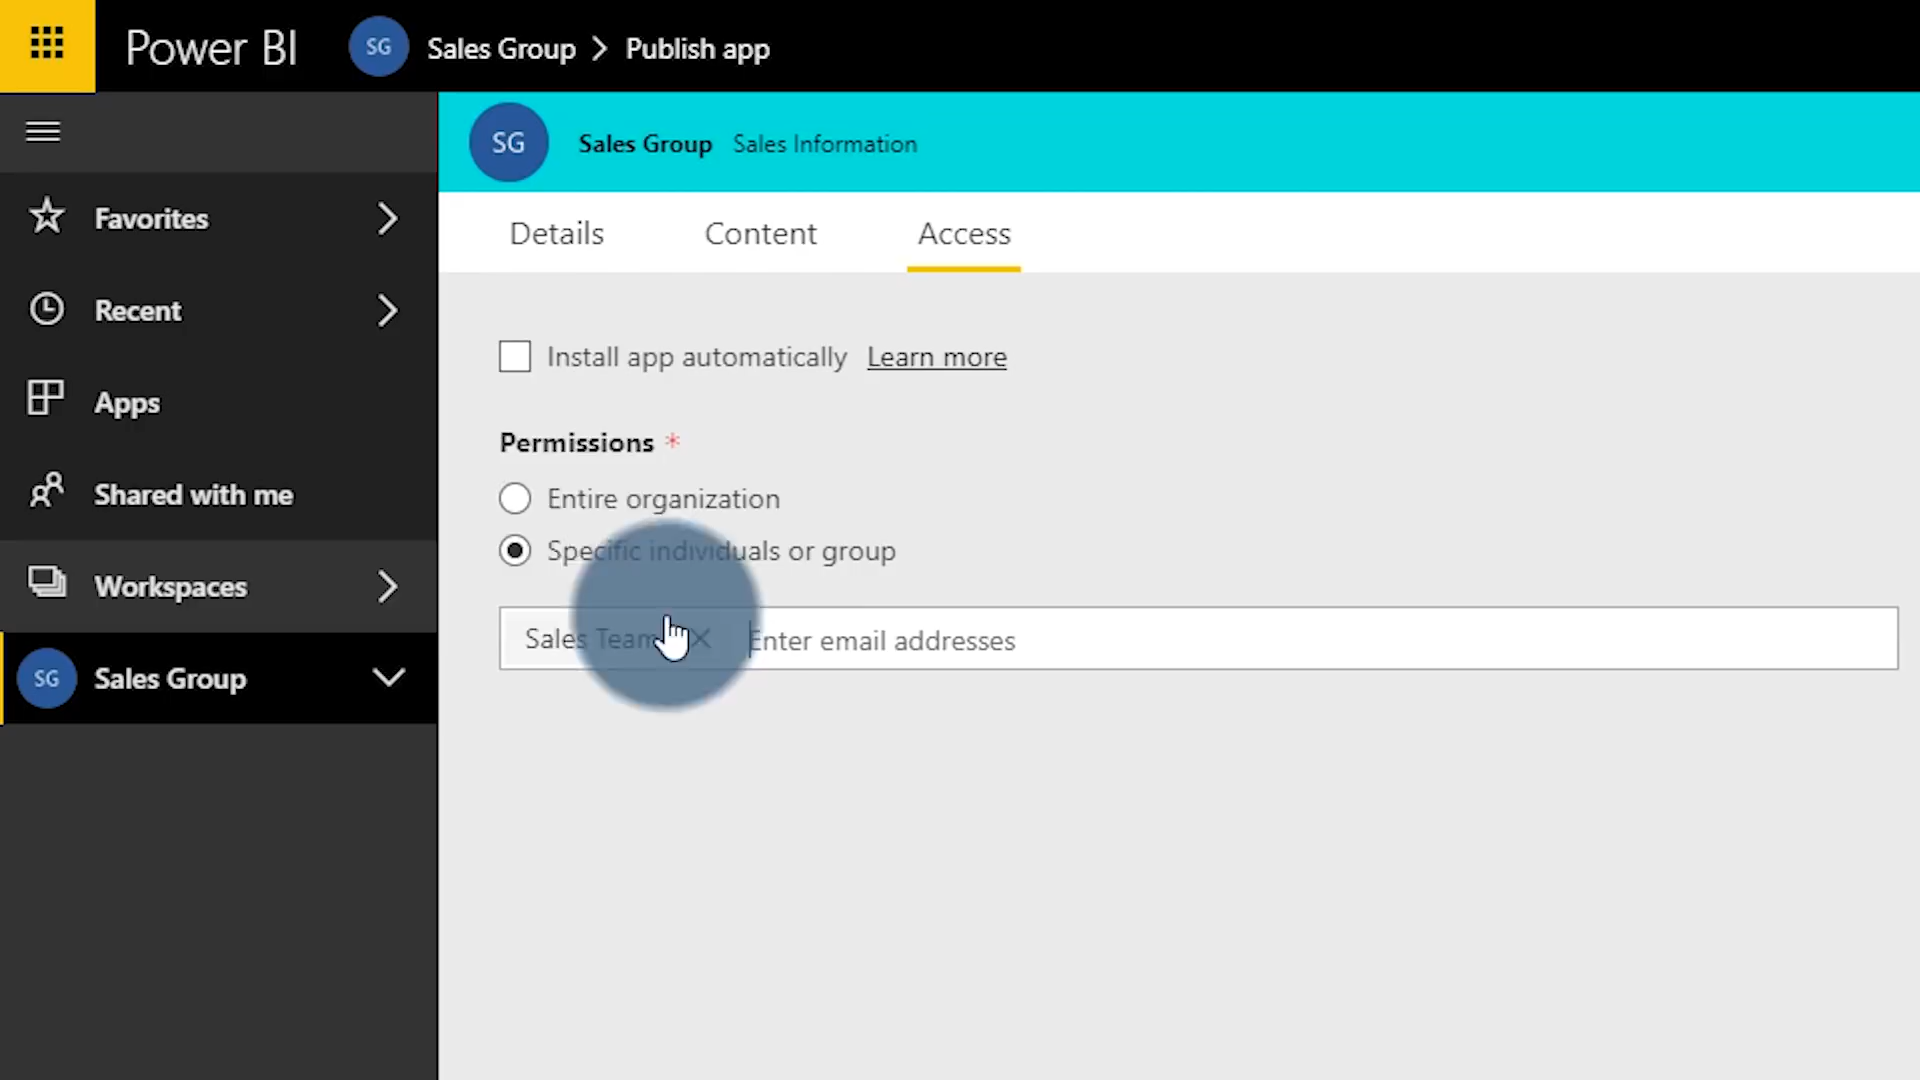 Power BI
SG
Sales Group > Publish app
SG
Sales Group Sales Information
Favorites
Recent
Apps
Shared with me
Workspaces
SG
Sales Group
Details
Content
Access
Install app automatically Learn more
Permissions *
Entire organization
Specific individuals or group
Sales Team Enter email addresses